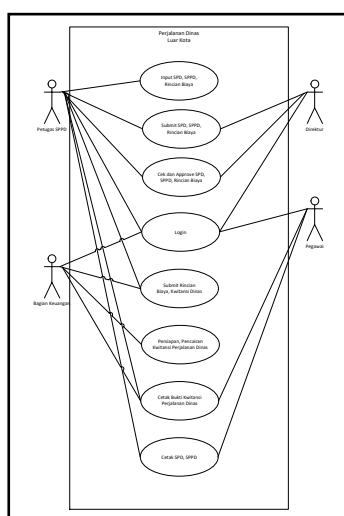 Perjalanan Dinas
Luar Kota
Input SPD, SPPD,
Rincian Biaya
Petugas SPPD
Submit SPD, SPPD,
Rincian Biaya
Direktur
Cek dan Approve SPD,
SPPD, Rincian Biaya
Login
Pegawai
Bagian Keuangan
Submit Rincian
Biaya, Kwitansi Dinas
Persiapan, Pencairan
Kwitansi Perjalanan Dinas
Cetak Bukti Kwitansi
Perjalanan Dinas
Cetak SPD, SPPD